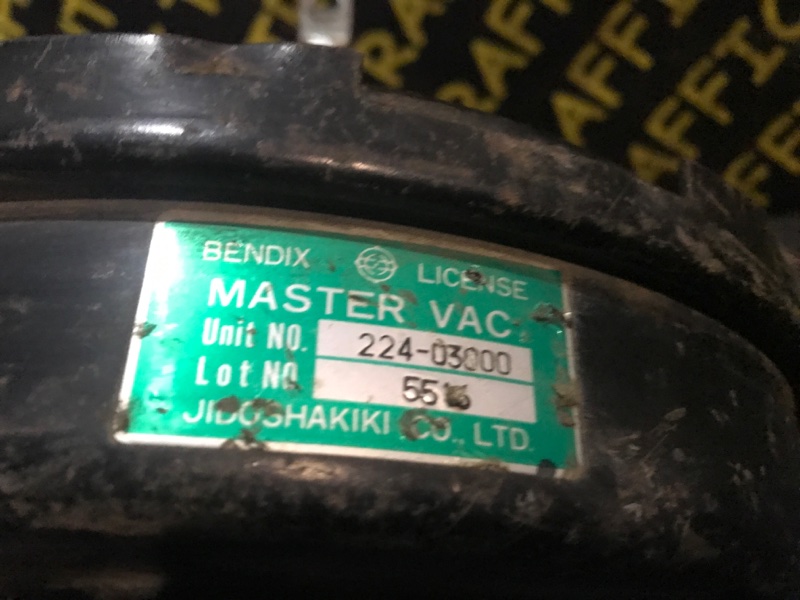 BENDIX LICENSE
MASTER VAC.
Unit NO. 224-03000
Lot NO.
JIDOSHAKIKI CO., LTD.